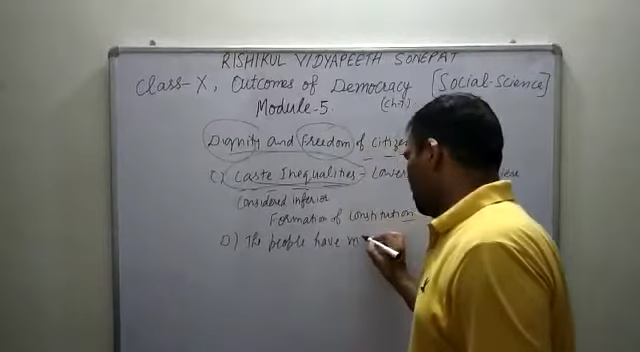 RISHIKUL VIDYAPEETH SONEPAT
Class-X, Outcomes of Democracy [Social-Science]
Module-5. (Ch-7)
Dignity and Freedom of
C) Caste Inequalities - Lower
Considered inferior
Formation of Constitution
D) The people have